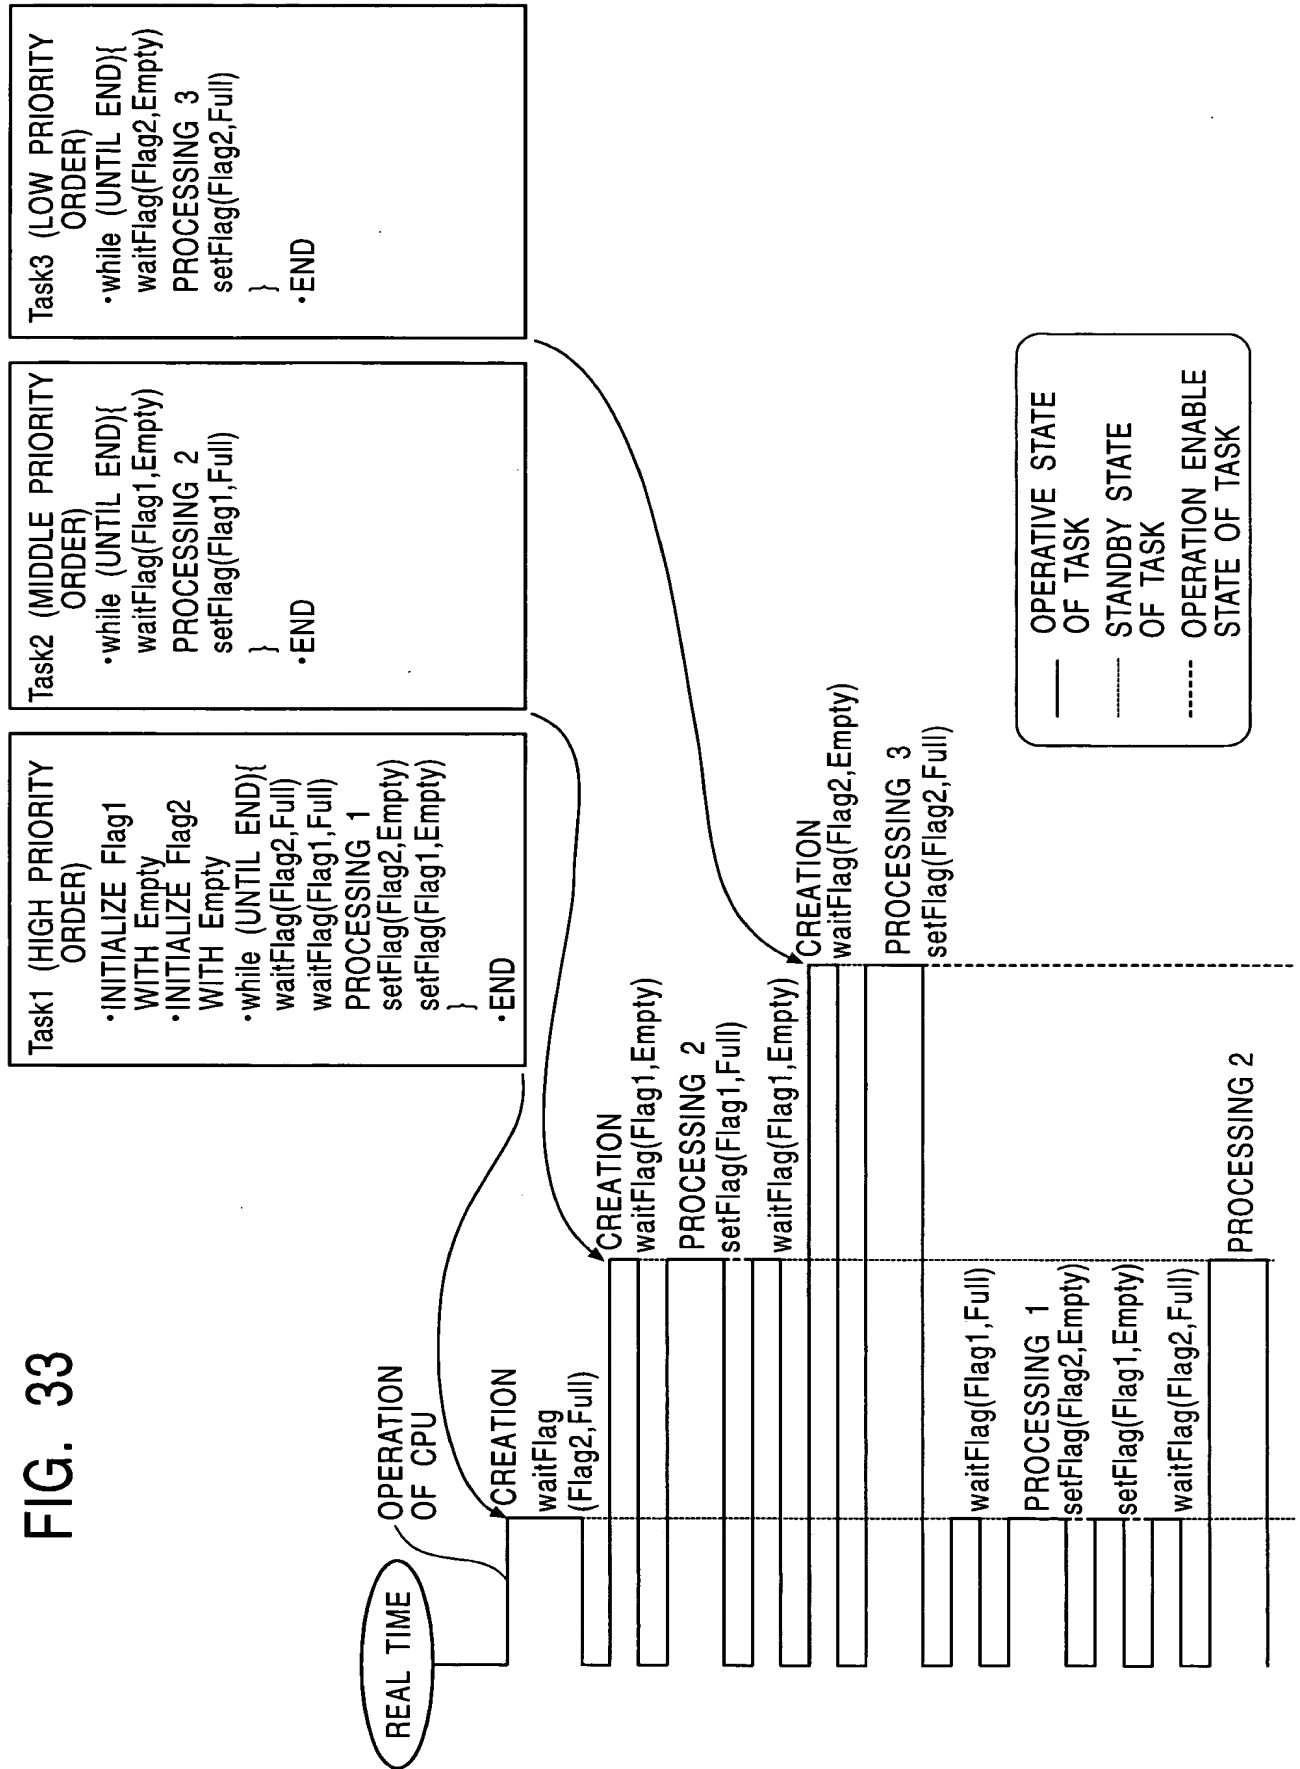 FIG. 33
Task1 (HIGH PRIORITY
ORDER)
•INITIALIZE Flag1
WITH Empty
•INITIALIZE Flag2
WITH Empty
•while (UNTIL END){
waitFlag(Flag2,Full)
waitFlag(Flag1,Full)
PROCESSING 1
setFlag(Flag2,Empty)
setFlag(Flag1,Empty)
}
•END
Task2 (MIDDLE PRIORITY
ORDER)
•while (UNTIL END){
waitFlag(Flag1,Empty)
PROCESSING 2
setFlag(Flag1,Full)
}
•END
Task3 (LOW PRIORITY
ORDER)
•while (UNTIL END){
waitFlag(Flag2,Empty)
PROCESSING 3
setFlag(Flag2,Full)
}
•END
REAL TIME
OPERATION
OF CPU
CREATION
waitFlag
(Flag2,Full)
CREATION
waitFlag(Flag1,Empty)
PROCESSING 2
setFlag(Flag1,Full)
waitFlag(Flag1,Empty)
CREATION
waitFlag(Flag2,Empty)
PROCESSING 3
setFlag(Flag2,Full)
waitFlag(Flag1,Full)
PROCESSING 1
setFlag(Flag2,Empty)
setFlag(Flag1,Empty)
waitFlag(Flag2,Full)
PROCESSING 2
OPERATIVE STATE
OF TASK
STANDBY STATE
OF TASK
OPERATION ENABLE
STATE OF TASK